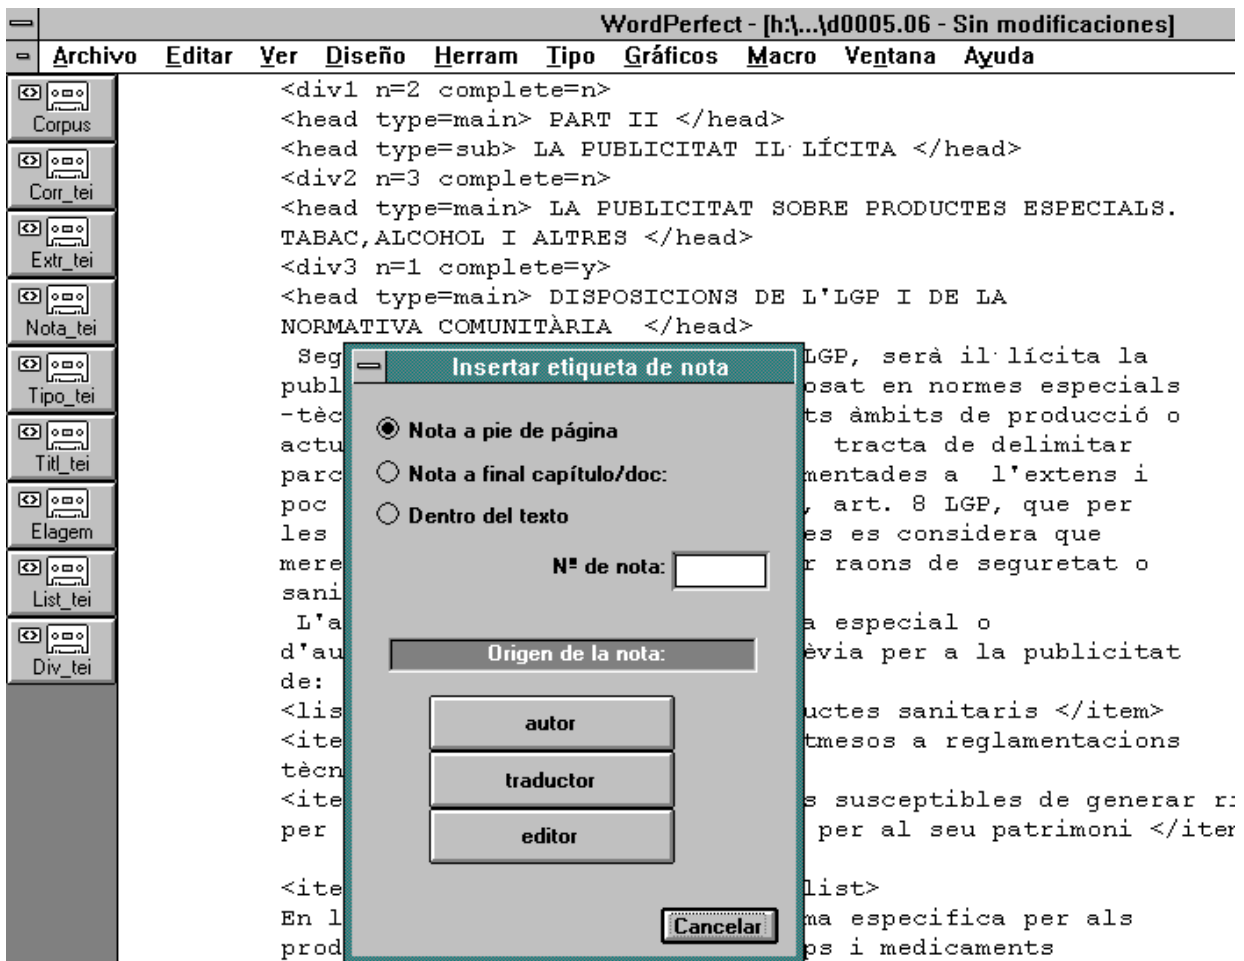 WordPerfect - [h:\...\d0005.06 - Sin modificaciones]
Archivo Editar Ver Diseño Herram Tipo Gráficos Macro Ventana Ayuda
Corpus
Corr_tei
Extr_tei
Nota_tei
Tipo_tei
Titl_tei
Elagem
List_tei
Div_tei
<div1 n=2 complete=n>
<head type=main> PART II </head>
<head type=sub> LA PUBLICITAT IL·LÍCITA </head>
<div2 n=3 complete=n>
<head type=main> LA PUBLICITAT SOBRE PRODUCTES ESPECIALS.
TABAC,ALCOHOL I ALTRES </head>
<div3 n=1 complete=y>
<head type=main> DISPOSICIONS DE L'LGP I DE LA
NORMATIVA COMUNITÀRIA </head>
Seg LGP, serà il·lícita la
publ osat en normes especials
-tèc ts àmbits de producció o
actu tracta de delimitar
parc mentades a l'extens i
poc , art. 8 LGP, que per
les es es considera que
mere r raons de seguretat o
sani
L'a a especial o
d'au èvia per a la publicitat
de:
<lis uctes sanitaris </item>
<ite tmesos a reglamentacions
tècn
<ite s susceptibles de generar ri
per per al seu patrimoni </iter
<ite list>
En l ma especifica per als
prod ps i medicaments
Insertar etiqueta de nota
Nota a pie de página
Nota a final capítulo/doc:
Dentro del texto
Nº de nota:
Origen de la nota:
autor
traductor
editor
Cancelar